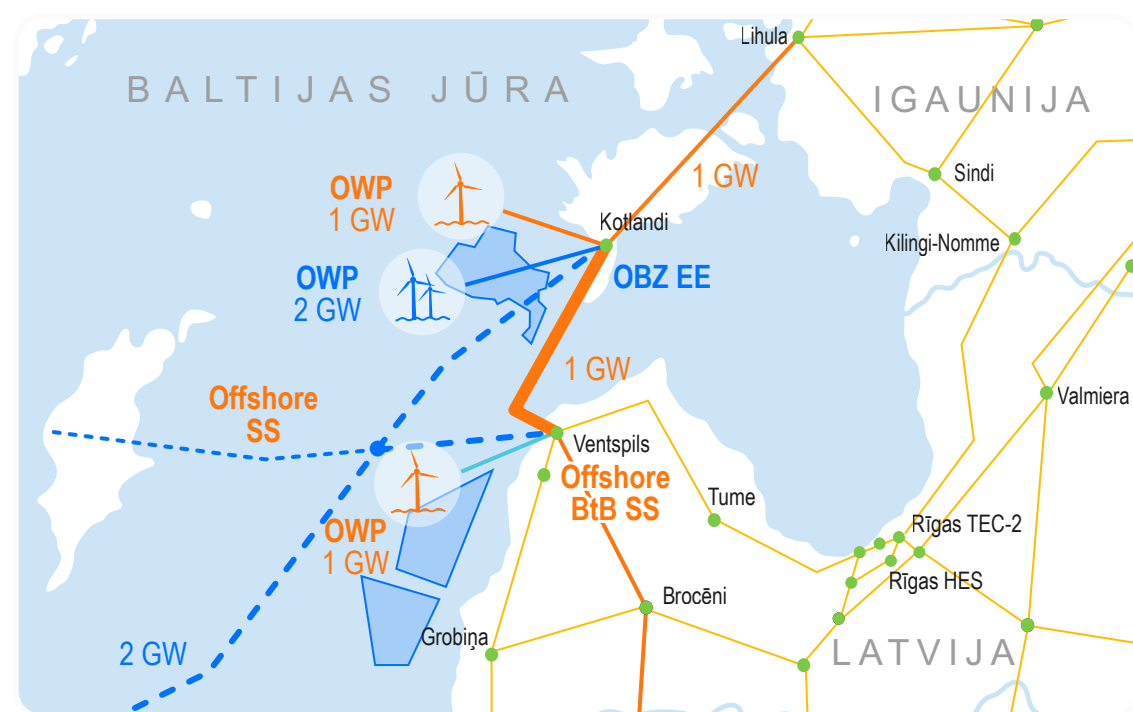 Lihula
BALTIJAS JŪRA
IGAUNIJA
OWP
1 GW
1 GW
Sindi
Kotlandi
Kilingi-Nomme
OWP
2 GW
OBZ EE
1 GW
Offshore
SS
Valmiera
Ventspils
Offshore
BtB SS
Tume
OWP
1 GW
Rīgas TEC-2
Rīgas HES
Brocēni
Grobiņa
LATVIJA
2 GW